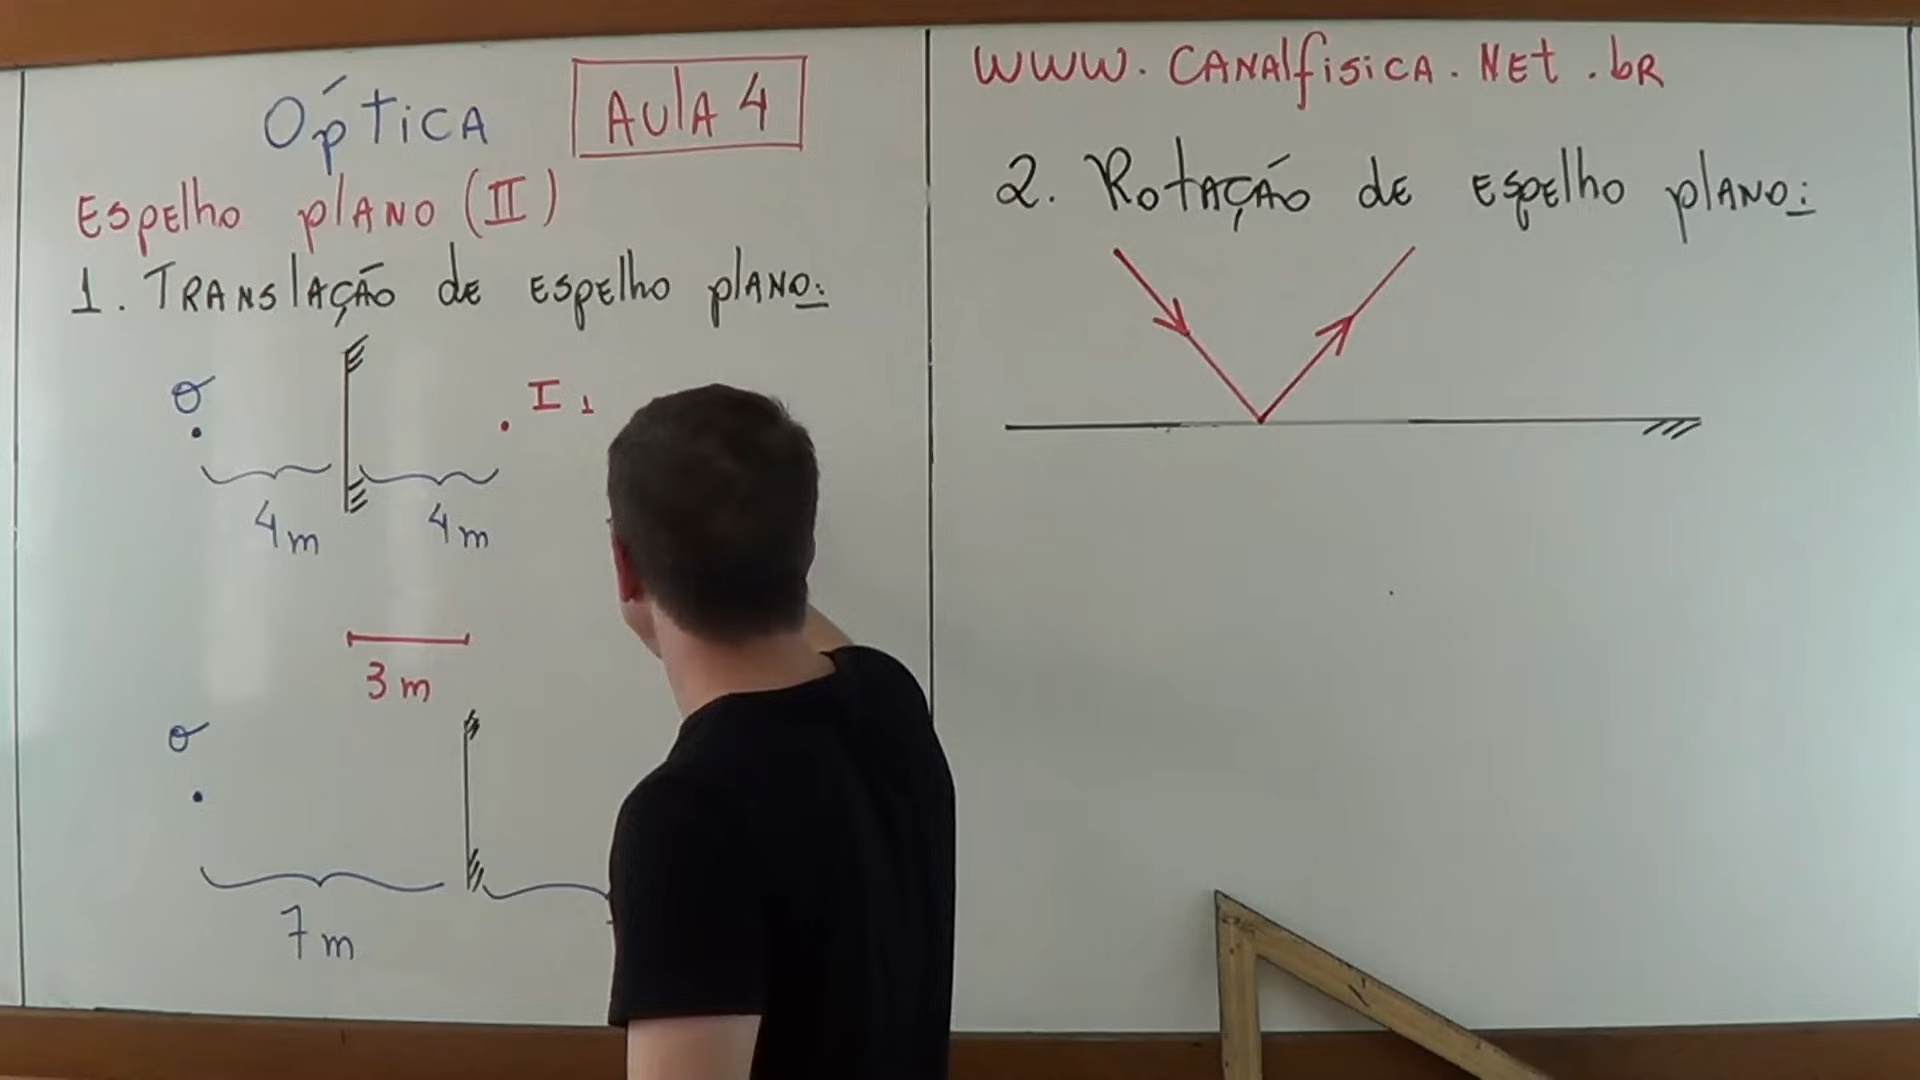 Óptica
Aula 4
Espelho plano (II)
1. Translação de espelho plano:
O
I 1
4m
4m
3m
O
7m
www.canalfisica.net.br
2. Rotação de espelho plano: